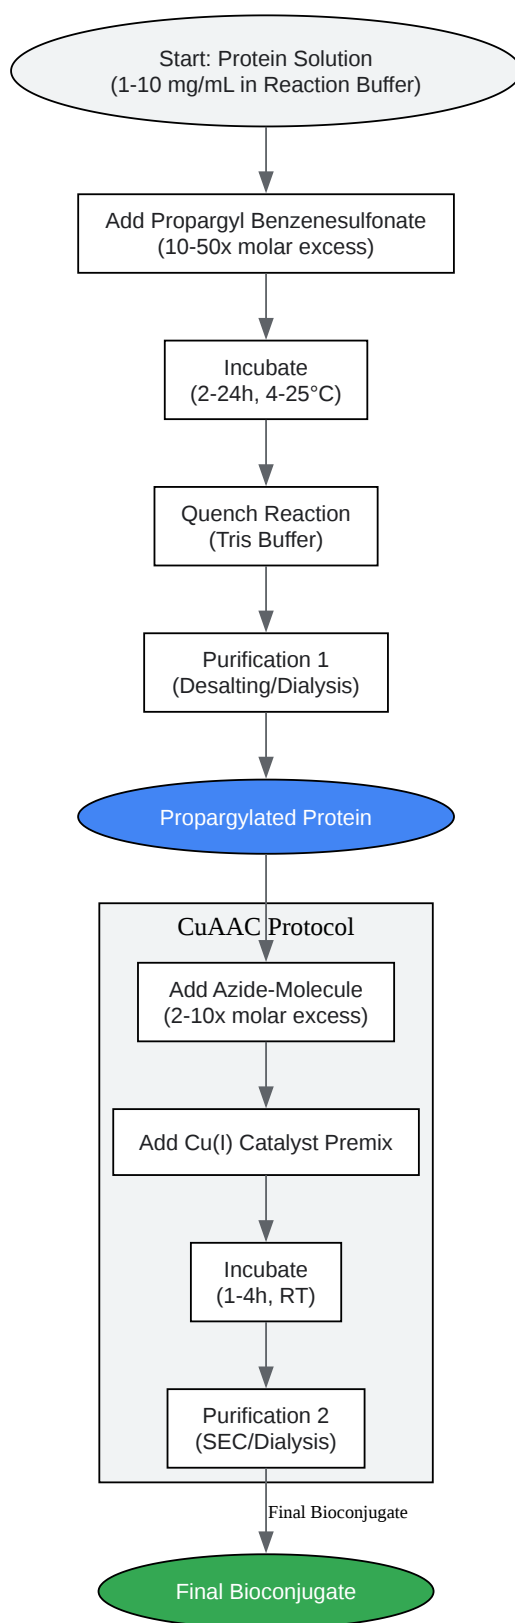 Start: Protein Solution
(1-10 mg/mL in Reaction Buffer)
Add Propargyl Benzenesulfonate
(10-50x molar excess)
Incubate
(2-24h, 4-25°C)
Quench Reaction
(Tris Buffer)
Purification 1
(Desalting/Dialysis)
Propargylated Protein
CuAAC Protocol
Add Azide-Molecule
(2-10x molar excess)
Add Cu(I) Catalyst Premix
Incubate
(1-4h, RT)
Purification 2
(SEC/Dialysis)
Final Bioconjugate
Final Bioconjugate